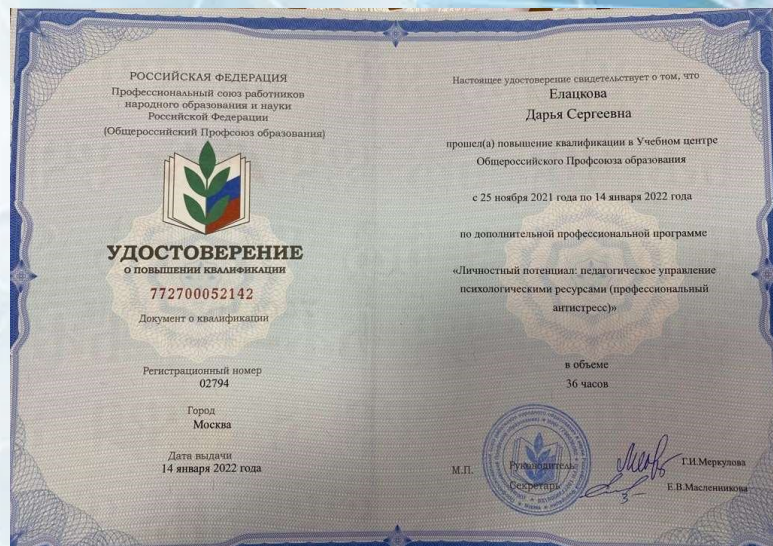 РОССИЙСКАЯ ФЕДЕРАЦИЯ
Профессиональный союз работников
народного образования и науки
Российской Федерации
(Общероссийский Профсоюз образования)
УДОСТОВЕРЕНИЕ
О ПОВЫШЕНИИ КВАЛИФИКАЦИИ
772700052142
Документ о квалификации
Регистрационный номер
02794
Город
Москва
Дата выдачи
14 января 2022 года
Настоящее удостоверение свидетельствует о том, что
Елацкова
Дарья Сергеевна
прошел(а) повышение квалификации в Учебном центре
Общероссийского Профсоюза образования
с 25 ноября 2021 года по 14 января 2022 года
по дополнительной профессиональной программе
«Личностный потенциал: педагогическое управление
психологическими ресурсами (профессиональный
антистресс)»
в объеме
36 часов
М.П.
Руководитель
Г.И.Меркулова
Секретарь
Е.В.Масленникова